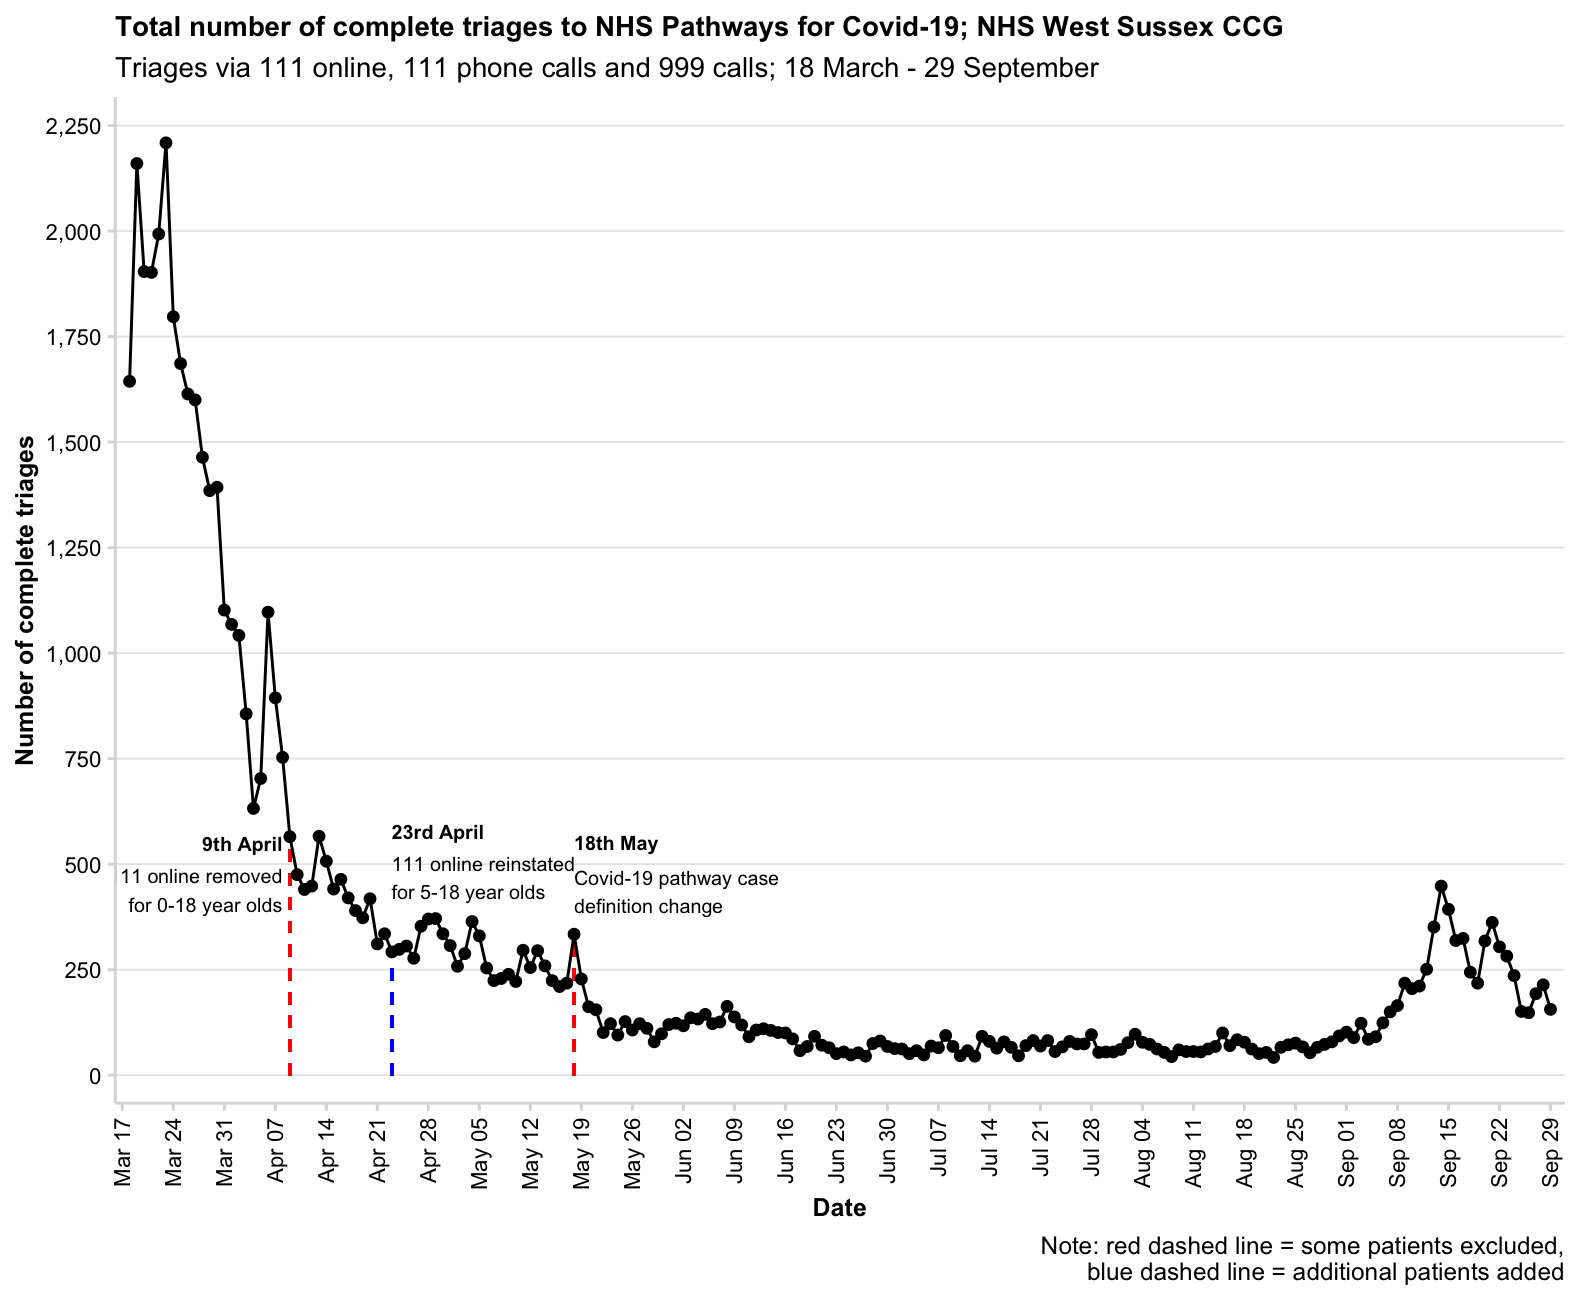 Total number of complete triages to NHS Pathways for Covid-19; NHS West Sussex CCG
Triages via 111 online, 111 phone calls and 999 calls; 18 March - 29 September
Number of complete triages
2,250
2,000
1,750
1,500
1,250
1,000
750
500
250
0
9th April
11 online removed
for 0-18 year olds
23rd April
111 online reinstated
for 5-18 year olds
18th May
Covid-19 pathway case
definition change
Mar 17
Mar 24
Mar 31
Apr 07
Apr 14
Apr 21
Apr 28
May 05
May 12
May 19
May 26
Jun 02
Jun 09
Jun 16
Jun 23
Jun 30
Jul 07
Jul 14
Jul 21
Jul 28
Aug 04
Aug 11
Aug 18
Aug 25
Sep 01
Sep 08
Sep 15
Sep 22
Sep 29
Date
Note: red dashed line = some patients excluded,
blue dashed line = additional patients added